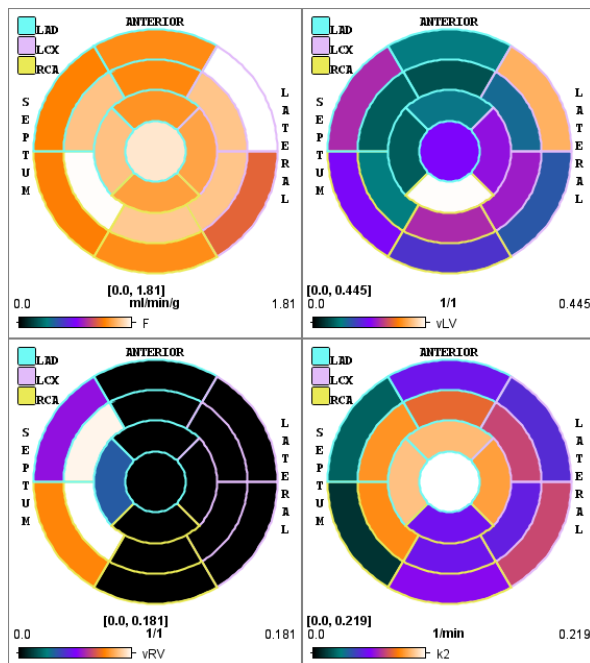 LAD
LCX
RCA
ANTERIOR
SEPTUM
LATERAL
[0.0, 1.81]
0.0 ml/min/g 1.81
F
LAD
LCX
RCA
ANTERIOR
SEPTUM
LATERAL
[0.0, 0.445]
0.0 1/1 0.445
vLV
LAD
LCX
RCA
ANTERIOR
SEPTUM
LATERAL
[0.0, 0.181]
0.0 1/1 0.181
vRV
LAD
LCX
RCA
ANTERIOR
SEPTUM
LATERAL
[0.0, 0.219]
0.0 1/min 0.219
k2